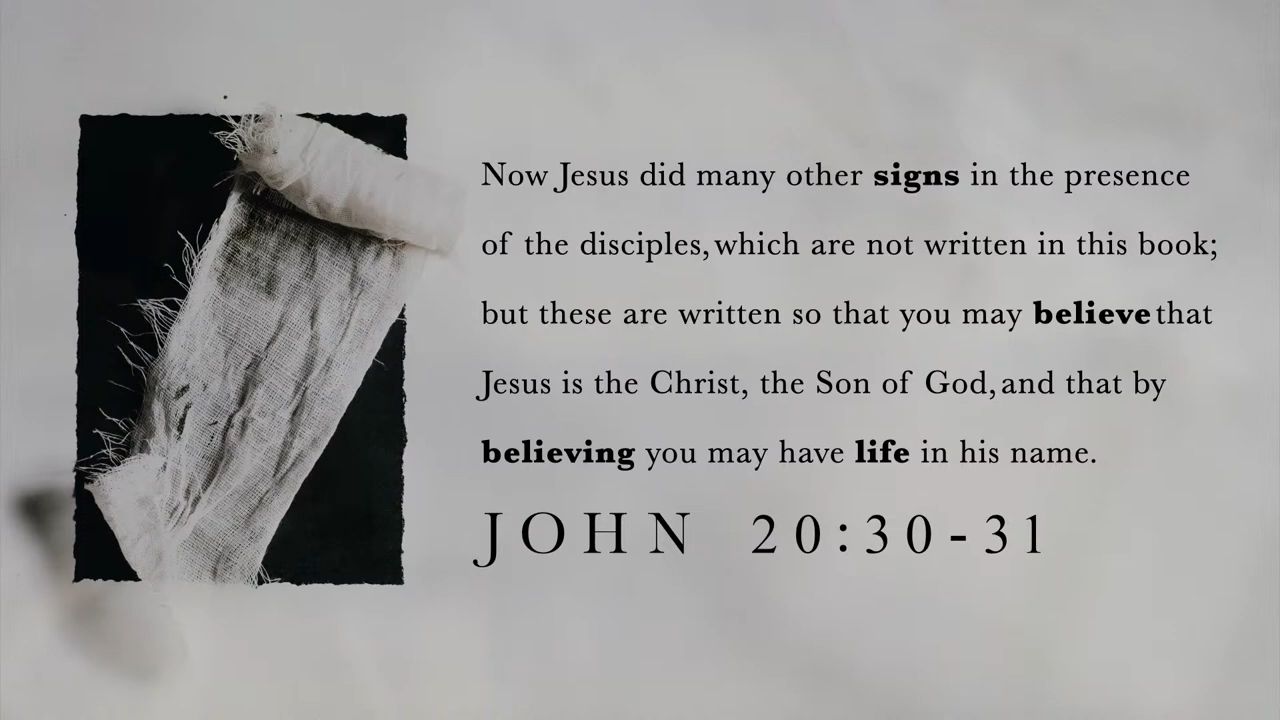 Now Jesus did many other signs in the presence
of the disciples, which are not written in this book;
but these are written so that you may believe that
Jesus is the Christ, the Son of God, and that by
believing you may have life in his name.
JOHN 20:30-31